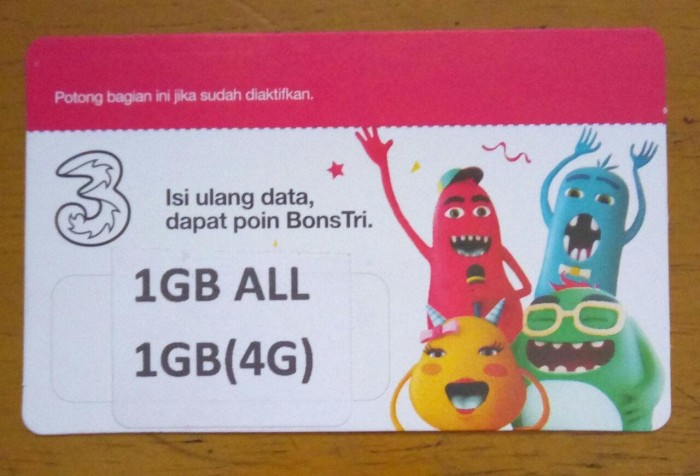 Potong bagian ini jika sudah diaktifkan.
3
Isi ulang data,
dapat poin BonsTri.
1GB ALL
1GB(4G)